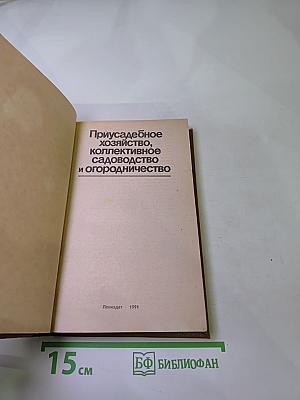 Приусадебное
хозяйство,
коллективное
садоводство
и огородничество
Лениздат · 1991
15 см
БФ БИБЛИОФАН